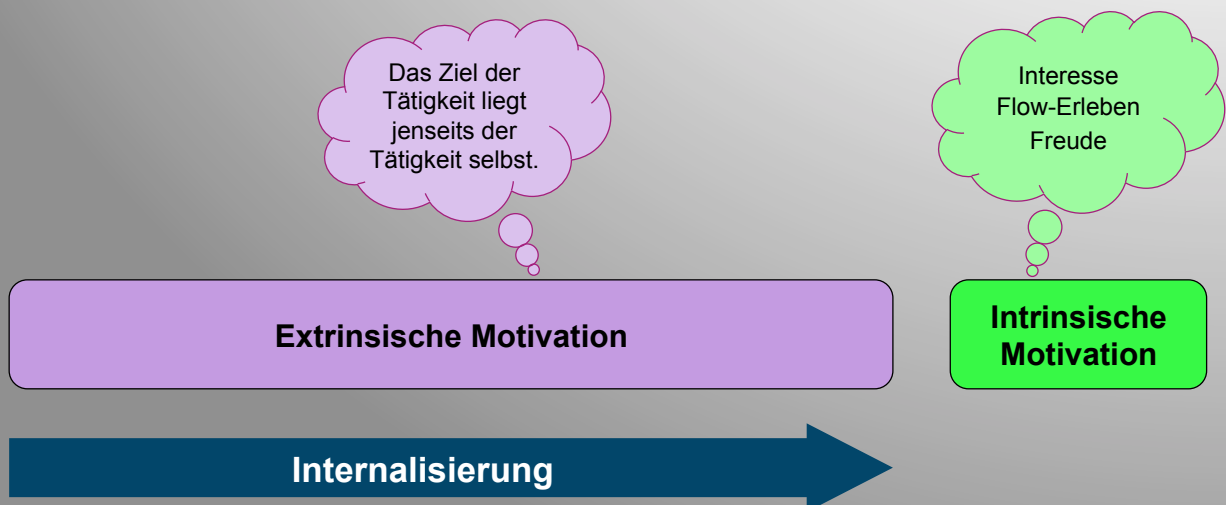 Das Ziel der
Tätigkeit liegt
jenseits der
Tätigkeit selbst.
Interesse
Flow-Erleben
Freude
Extrinsische Motivation
Intrinsische
Motivation
Internalisierung